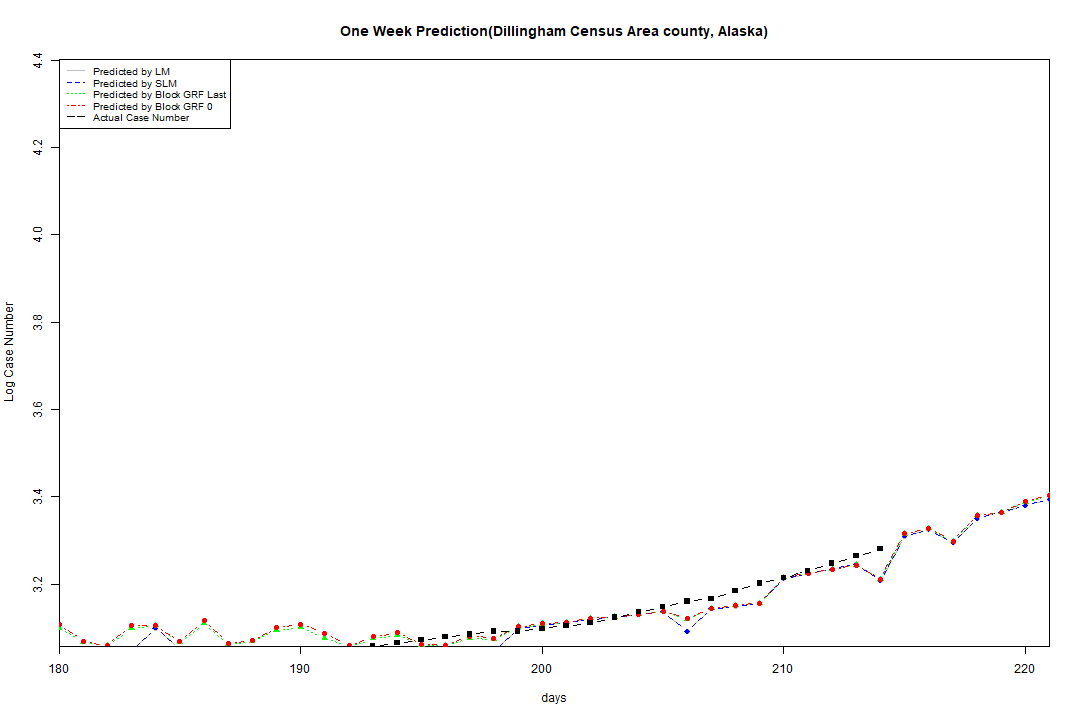 One Week Prediction(Dillingham Census Area county, Alaska)
Predicted by LM
Predicted by SLM
Predicted by Block GRF Last
Predicted by Block GRF 0
Actual Case Number
4.4
4.2
4.0
3.8
3.6
3.4
3.2
Log Case Number
180 190 200 210 220
days